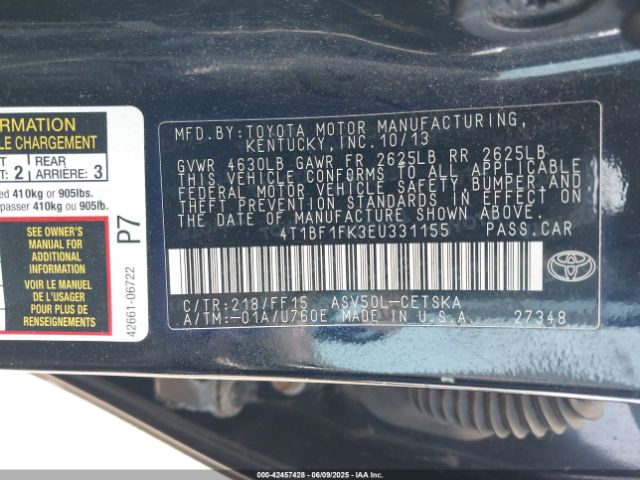 ORMATION
LE CHARGEMENT
T 2 REAR ARRIÈRE: 3
ed 410kg or 905lbs.
passer 410kg ou 905lb.
SEE OWNER'S
MANUAL FOR
ADDITIONAL
INFORMATION
VOIR LE MANUEL
DE L'USAGER
POUR PLUS DE
RENSEIGNEMENTS
P7
42661-06722
MFD.BY:TOYOTA MOTOR MANUFACTURING,
KENTUCKY,INC.10/13
GVWR 4630LB GAWR FR 2625LB RR 2625LB
THIS VEHICLE CONFORMS TO ALL APPLICABLE
FEDERAL MOTOR VEHICLE SAFETY, BUMPER, AND
THEFT PREVENTION STANDARDS IN EFFECT ON
THE DATE OF MANUFACTURE SHOWN ABOVE.
4T1BF1FK3EU331155 PASS.CAR
C/TR:218/FF15 ASV50L-CETSKA
A/TM:-01A/U760E MADE IN U.S.A. 27348
000-42457428 - 06/09/2025 - IAAI.COM